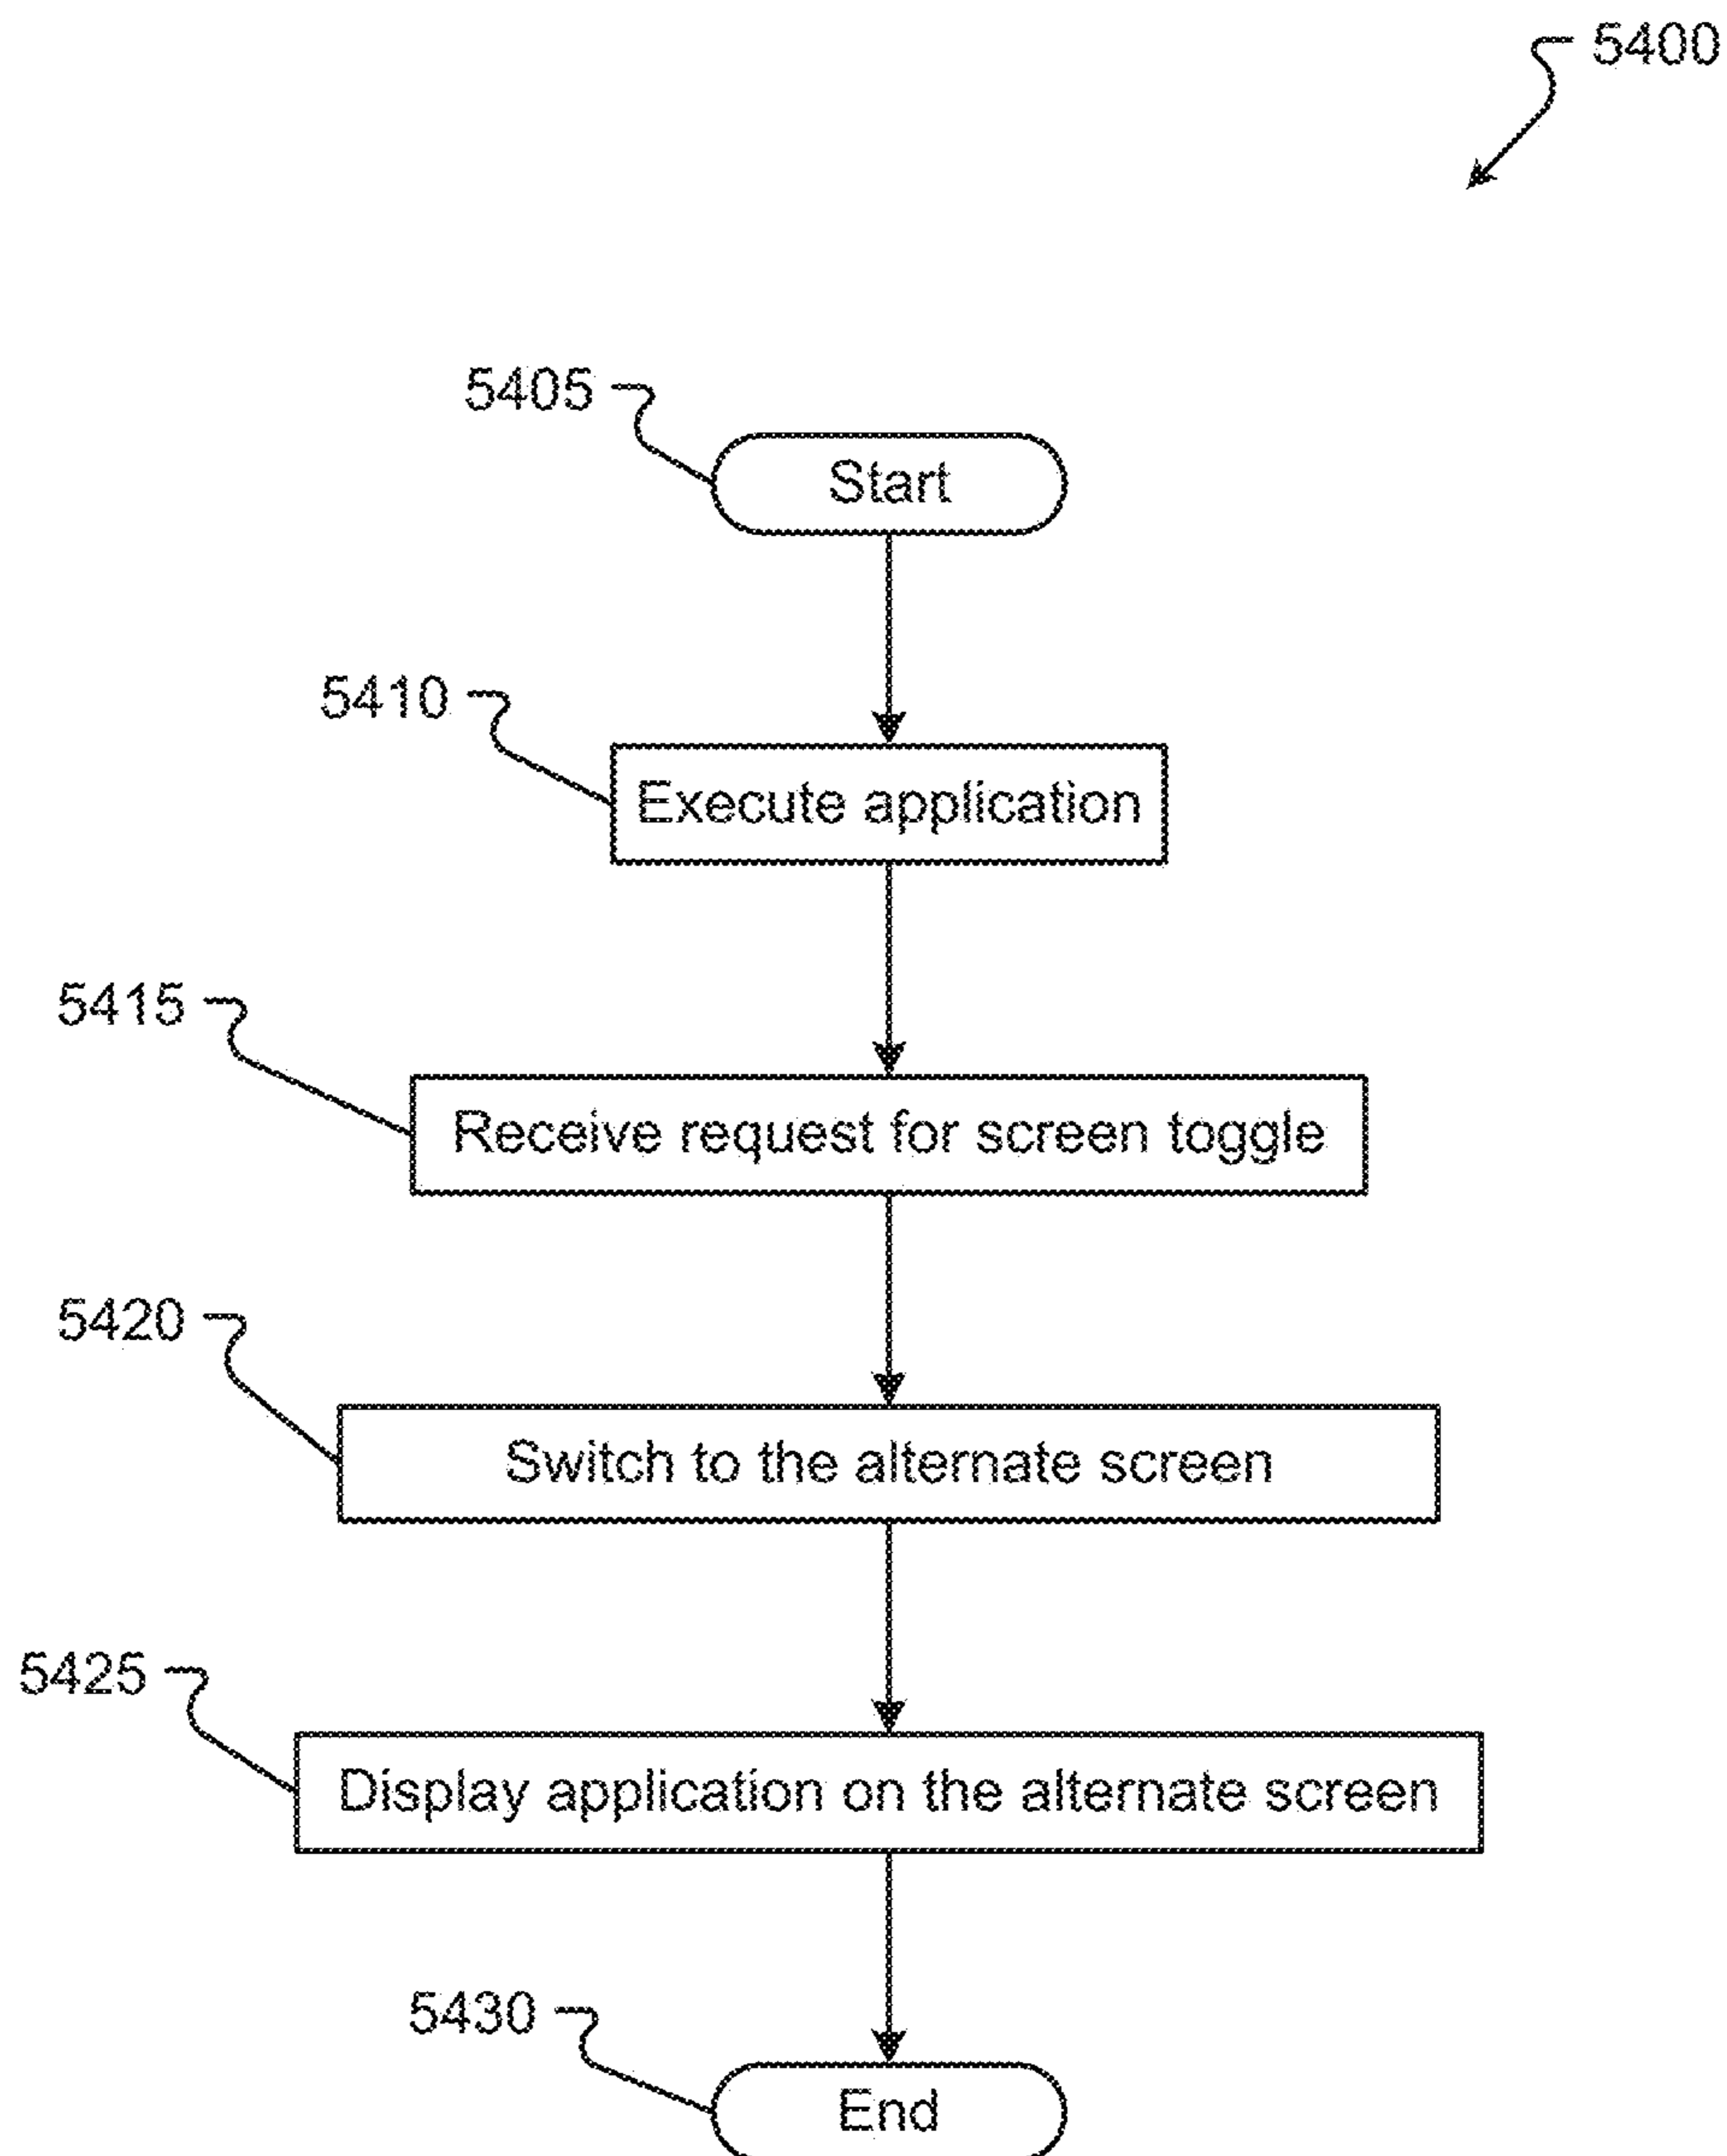 5400
5405
Start
5410
Execute application
5415
Receive request for screen toggle
5420
Switch to the alternate screen
5425
Display application on the alternate screen
5430
End